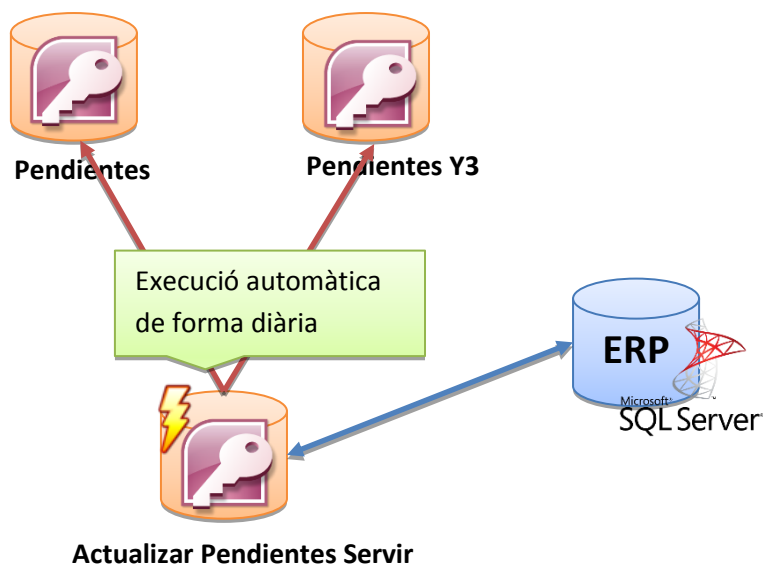 Pendientes
Pendientes Y3
Execució automàtica
de forma diària
ERP
Microsoft
SQL Server
Actualizar Pendientes Servir